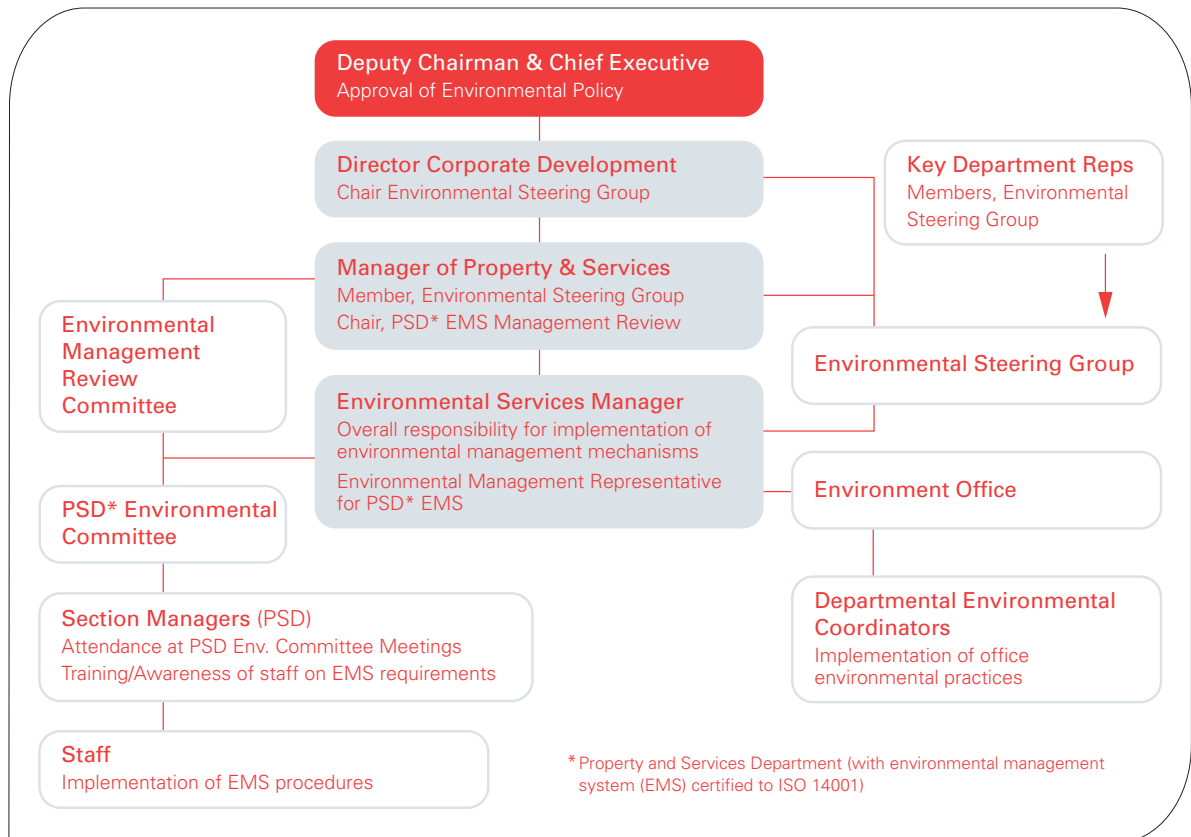 Deputy Chairman & Chief Executive
Approval of Environmental Policy
Director Corporate Development
Chair Environmental Steering Group
Key Department Reps
Members, Environmental
Steering Group
Manager of Property & Services
Member, Environmental Steering Group
Chair, PSD* EMS Management Review
Environmental
Management
Review
Committee
Environmental Steering Group
Environmental Services Manager
Overall responsibility for implementation of
environmental management mechanisms
Environmental Management Representative
for PSD* EMS
Environment Office
PSD* Environmental
Committee
Section Managers (PSD)
Attendance at PSD Env. Committee Meetings
Training/Awareness of staff on EMS requirements
Departmental Environmental
Coordinators
Implementation of office
environmental practices
Staff
Implementation of EMS procedures
* Property and Services Department (with environmental management
system (EMS) certified to ISO 14001)